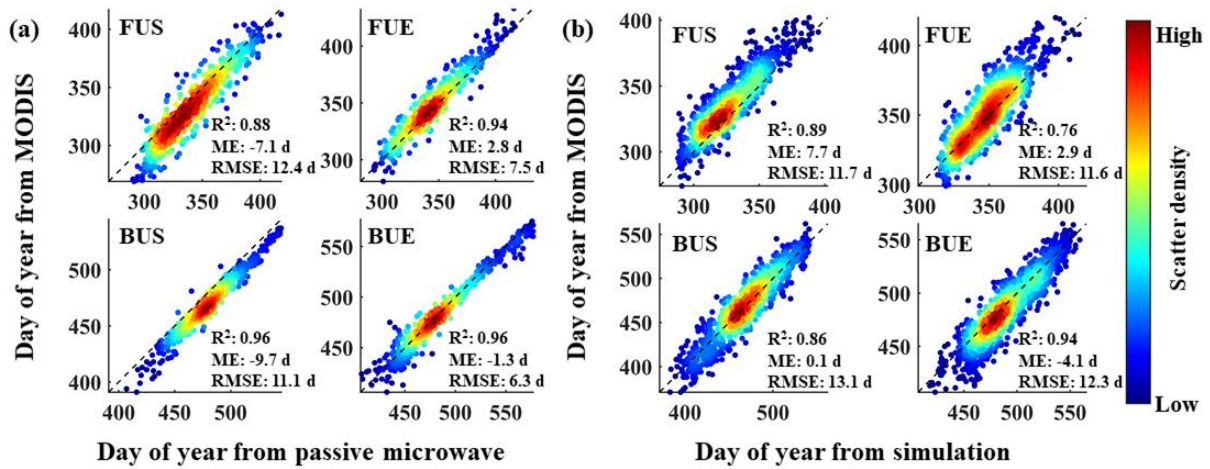 (a)
FUS
400
350
300
R²: 0.88
ME: -7.1 d
RMSE: 12.4 d
300 350 400
FUE
400
350
300
R²: 0.94
ME: 2.8 d
RMSE: 7.5 d
300 350 400
BUS
500
450
400
R²: 0.96
ME: -9.7 d
RMSE: 11.1 d
400 450 500
BUE
550
500
450
R²: 0.96
ME: -1.3 d
RMSE: 6.3 d
450 500 550
Day of year from MODIS
Day of year from passive microwave
(b)
FUS
400
350
300
R²: 0.89
ME: 7.7 d
RMSE: 11.7 d
300 350 400
FUE
400
350
300
R²: 0.76
ME: 2.9 d
RMSE: 11.6 d
300 350 400
BUS
550
500
450
400
R²: 0.86
ME: 0.1 d
RMSE: 13.1 d
400 500
BUE
550
500
450
R²: 0.94
ME: -4.1 d
RMSE: 12.3 d
450 500 550
Day of year from MODIS
Day of year from simulation
High
Scatter density
Low